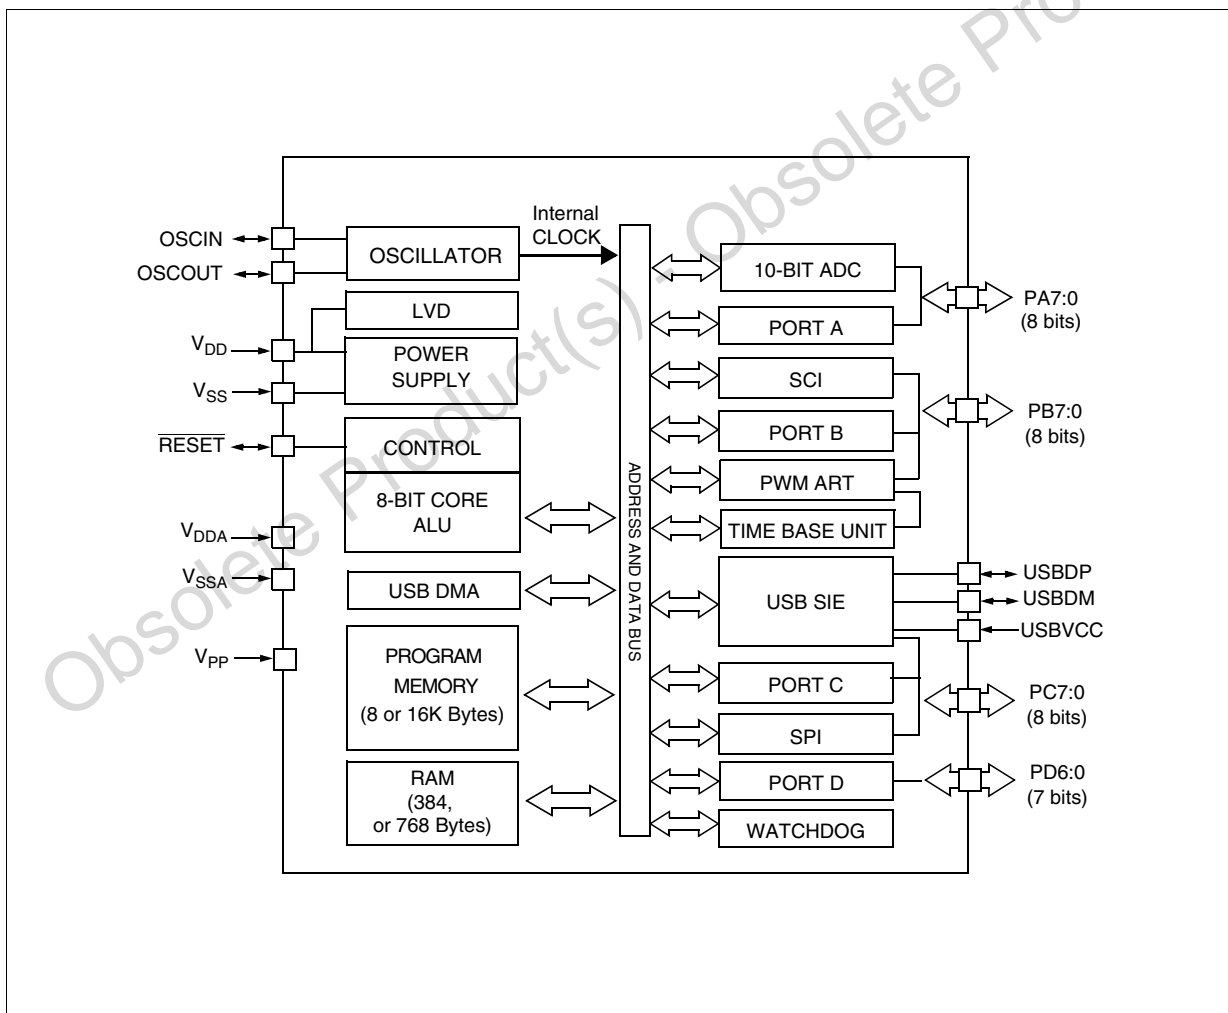 Obsolete Product(s) - Obsolete Pro
OSCIN
OSCOUT
VDD
VSS
RESET
VDDA
VSSA
VPP
OSCILLATOR
Internal
CLOCK
LVD
POWER
SUPPLY
CONTROL
8-BIT CORE
ALU
USB DMA
PROGRAM
MEMORY
(8 or 16K Bytes)
RAM
(384,
or 768 Bytes)
ADDRESS AND DATA BUS
10-BIT ADC
PORT A
SCI
PORT B
PWM ART
TIME BASE UNIT
USB SIE
PORT C
SPI
PORT D
WATCHDOG
PA7:0
(8 bits)
PB7:0
(8 bits)
USBDP
USBDM
USBVCC
PC7:0
(8 bits)
PD6:0
(7 bits)